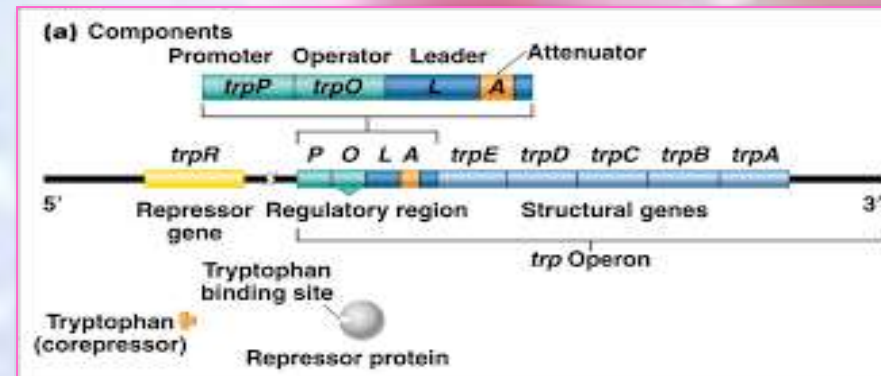 (a) Components
Promoter Operator Leader Attenuator
trpP trpO L A
trpR P O L A trpE trpD trpC trpB trpA
5' 3'
Repressor gene
Regulatory region
Structural genes
trp Operon
Tryptophan
binding site
Tryptophan
(corepressor)
Repressor protein